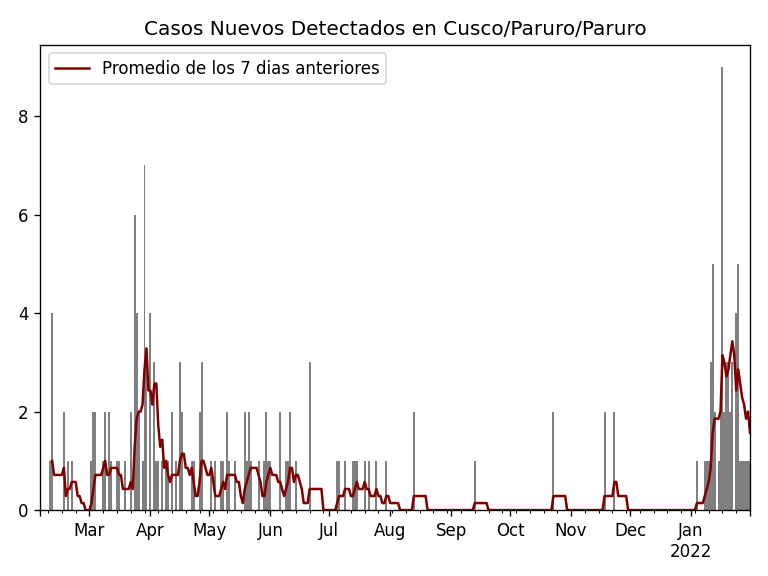 Casos Nuevos Detectados en Cusco/Paruro/Paruro
Promedio de los 7 dias anteriores
8
6
4
2
0
Mar Apr May Jun Jul Aug Sep Oct Nov Dec Jan
2022